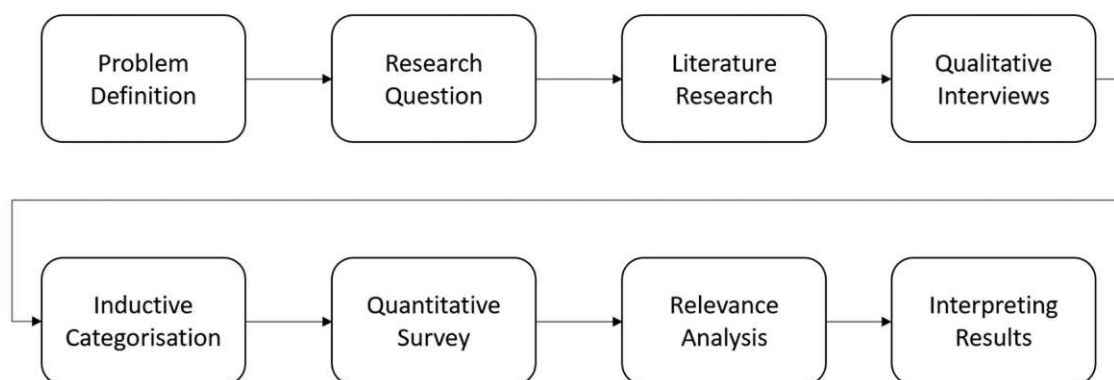 Problem
Definition
Research
Question
Literature
Research
Qualitative
Interviews
Inductive
Categorisation
Quantitative
Survey
Relevance
Analysis
Interpreting
Results